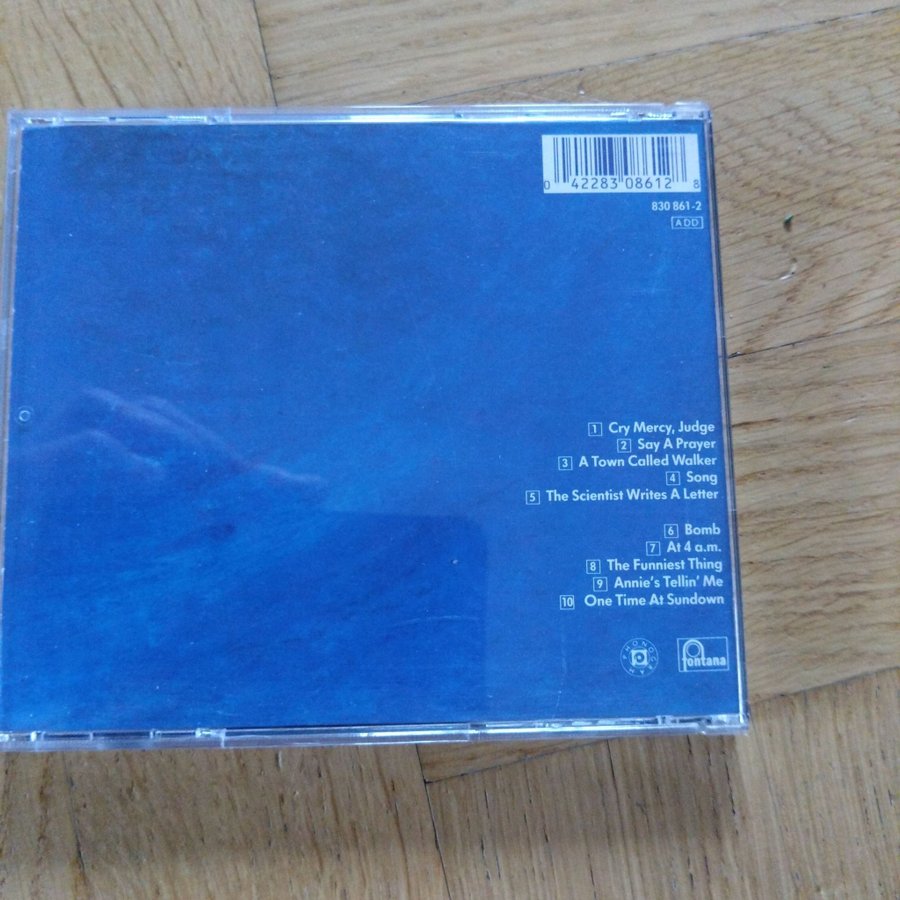 0 42283 08612 8
830 861-2
ADD
1 Cry Mercy, Judge
2 Say A Prayer
3 A Town Called Walker
4 Song
5 The Scientist Writes A Letter
6 Bomb
7 At 4 a.m.
8 The Funniest Thing
9 Annie's Tellin' Me
10 One Time At Sundown
PHONOGRAM
fontana